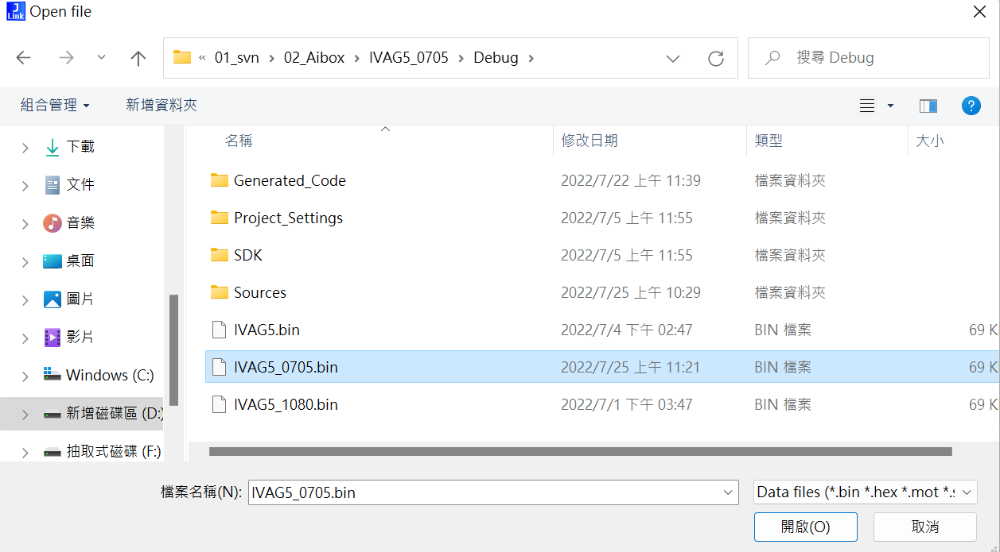 J Link Open file
« 01_svn › 02_Aibox › IVAG5_0705 › Debug › 搜尋 Debug
組合管理 新增資料夾 ?
名稱 修改日期 類型 大小
下載
文件
音樂
桌面
圖片
影片
Windows (C:)
新增磁碟區 (D:)
抽取式磁碟 (F:)
Generated_Code 2022/7/22 上午 11:39 檔案資料夾
Project_Settings 2022/7/5 上午 11:55 檔案資料夾
SDK 2022/7/5 上午 11:55 檔案資料夾
Sources 2022/7/25 上午 10:29 檔案資料夾
IVAG5.bin 2022/7/4 下午 02:47 BIN 檔案 69 K
IVAG5_0705.bin 2022/7/25 上午 11:21 BIN 檔案 69 K
IVAG5_1080.bin 2022/7/1 下午 03:47 BIN 檔案 69 K
檔案名稱(N): IVAG5_0705.bin Data files (*.bin *.hex *.mot *.s
開啟(O) 取消